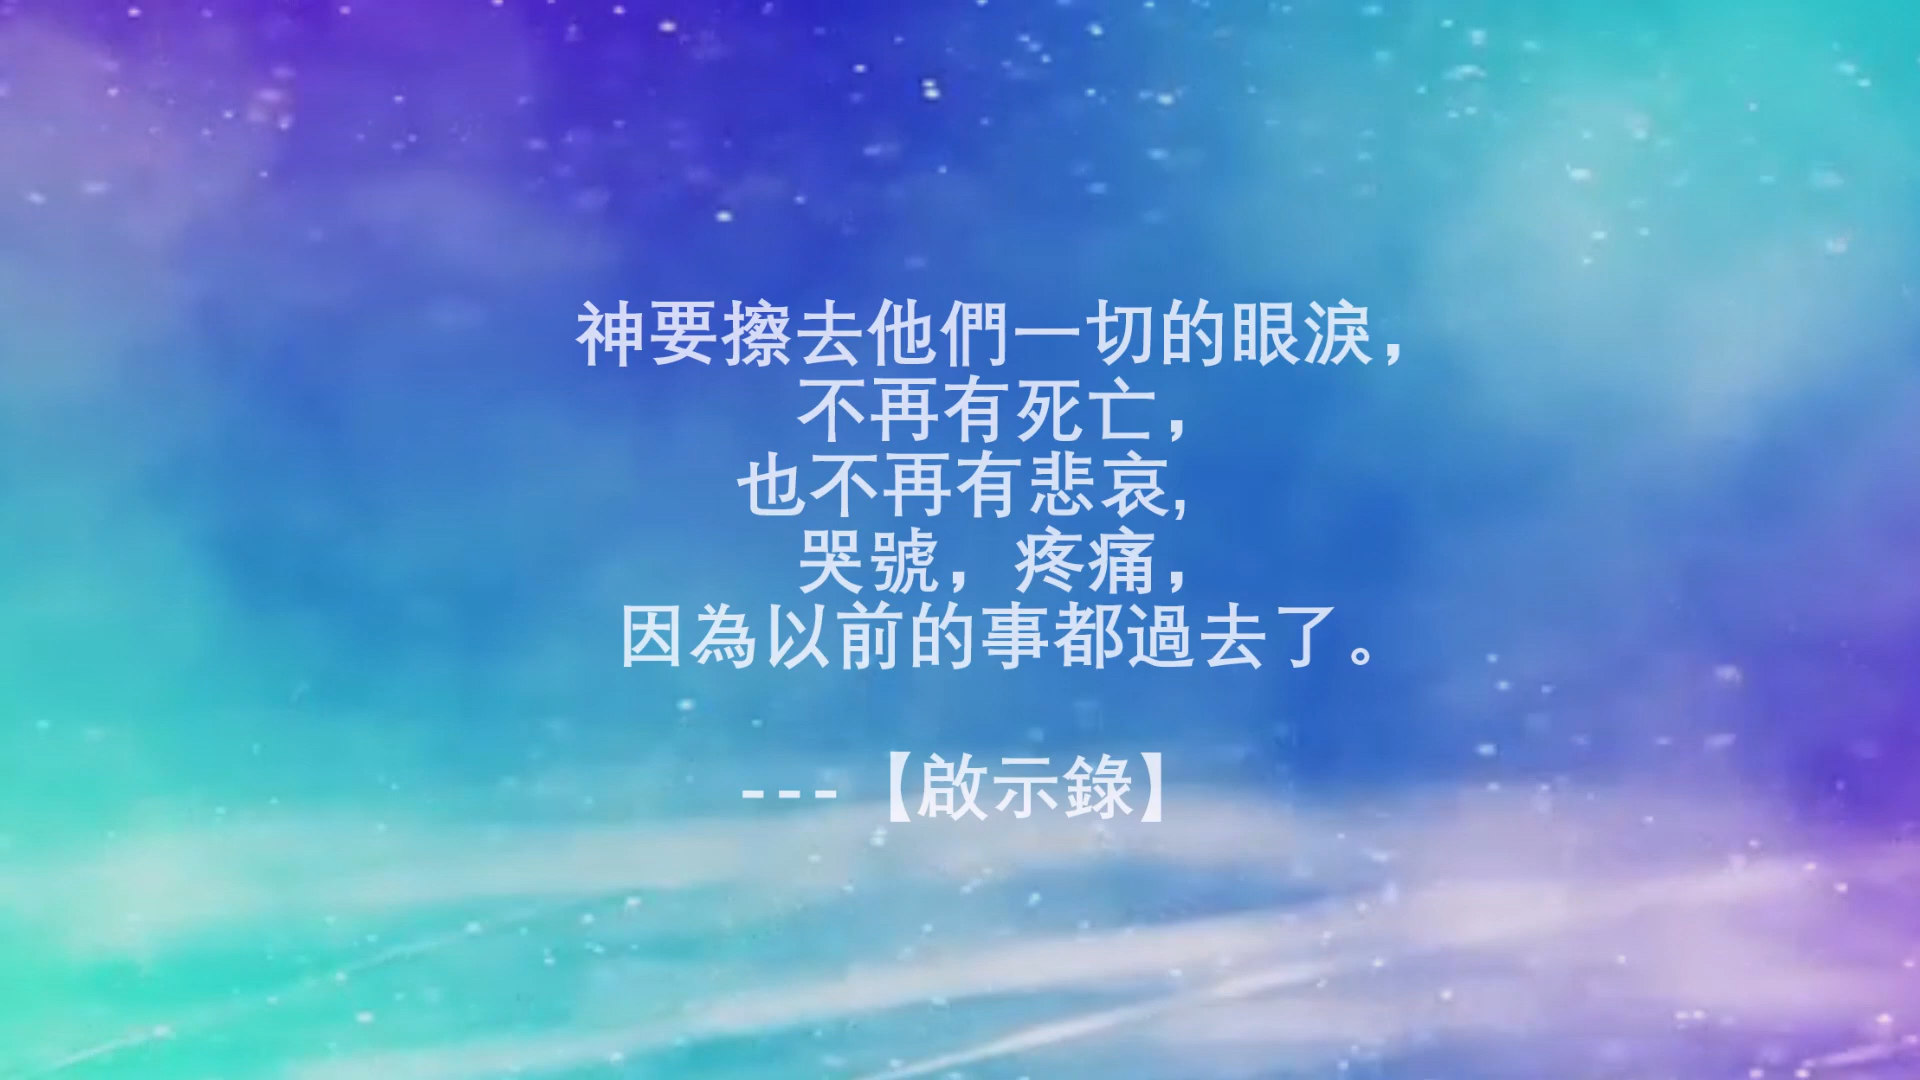 神要擦去他們一切的眼淚，
不再有死亡，
也不再有悲哀,
哭號，疼痛，
因為以前的事都過去了。
---【啟示錄】